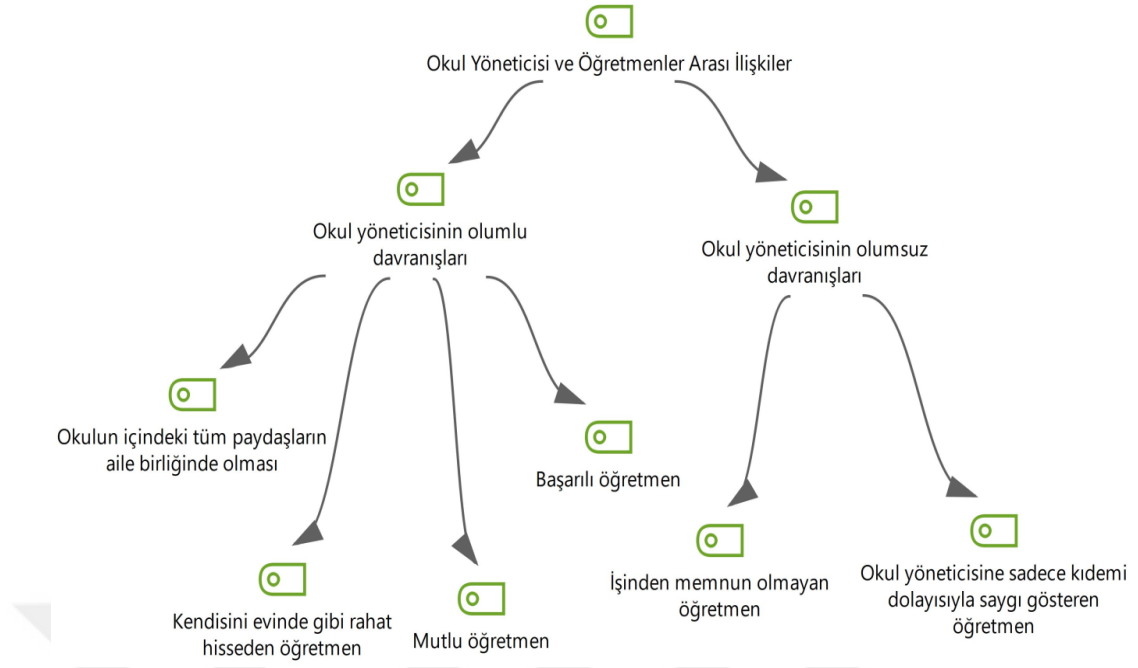 Okul Yöneticisi ve Öğretmenler Arası İlişkiler
Okul yöneticisinin olumlu
davranışları
Okul yöneticisinin olumsuz
davranışları
Okulun içindeki tüm paydaşların
aile birliğinde olması
Başarılı öğretmen
Kendisini evinde gibi rahat
hisseden öğretmen
Mutlu öğretmen
İşinden memnun olmayan
öğretmen
Okul yöneticisine sadece kıdemi
dolayısıyla saygı gösteren
öğretmen